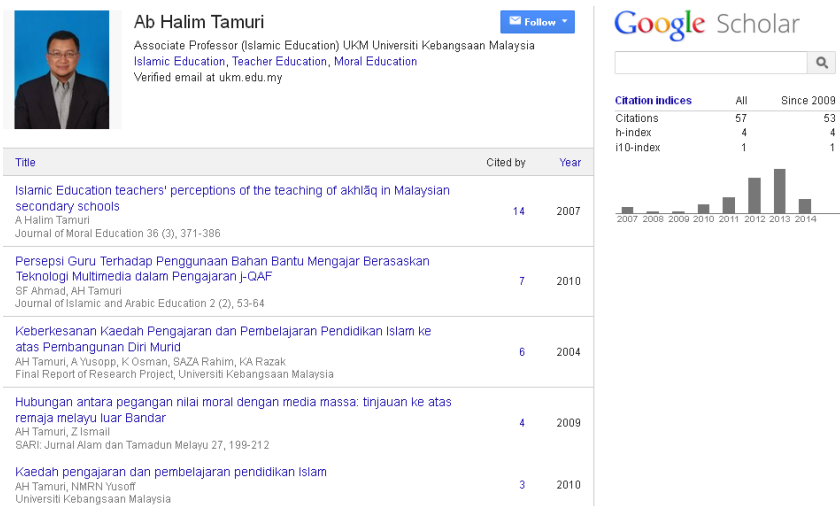 Ab Halim Tamuri
Follow
Associate Professor (Islamic Education) UKM Universiti Kebangsaan Malaysia
Islamic Education, Teacher Education, Moral Education
Verified email at ukm.edu.my
Title Cited by Year
Islamic Education teachers' perceptions of the teaching of akhlāq in Malaysian
secondary schools
14 2007
A Halim Tamuri
Journal of Moral Education 36 (3), 371-386
Persepsi Guru Terhadap Penggunaan Bahan Bantu Mengajar Berasaskan
Teknologi Multimedia dalam Pengajaran j-QAF
7 2010
SF Ahmad, AH Tamuri
Journal of Islamic and Arabic Education 2 (2), 53-64
Keberkesanan Kaedah Pengajaran dan Pembelajaran Pendidikan Islam ke
atas Pembangunan Diri Murid
6 2004
AH Tamuri, A Yusopp, K Osman, SAZA Rahim, KA Razak
Final Report of Research Project, Universiti Kebangsaan Malaysia
Hubungan antara pegangan nilai moral dengan media massa: tinjauan ke atas
remaja melayu luar Bandar
4 2009
AH Tamuri, Z Ismail
SARI: Jurnal Alam dan Tamadun Melayu 27, 199-212
Kaedah pengajaran dan pembelajaran pendidikan Islam
AH Tamuri, NMRN Yusoff
3 2010
Universiti Kebangsaan Malaysia
Google Scholar
Citation indices All Since 2009
Citations 57 53
h-index 4 4
i10-index 1 1
2007 2008 2009 2010 2011 2012 2013 2014